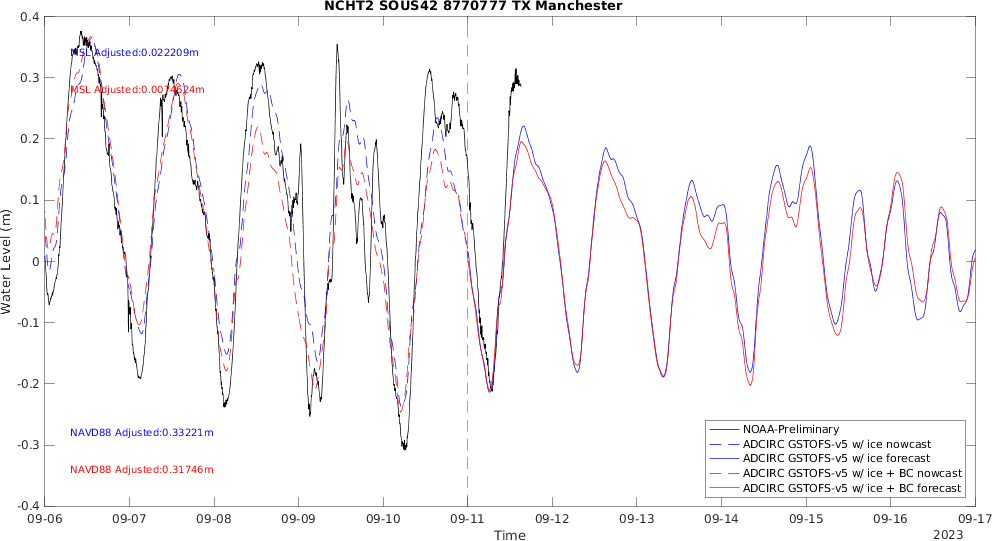 NCHT2 SOUS42 8770777 TX Manchester
0.4
0.3
0.2
0.1
0
-0.1
-0.2
-0.3
-0.4
Water Level (m)
MSL Adjusted:0.022209m
MSL Adjusted:0.0074624m
NAVD88 Adjusted:0.33221m
NAVD88 Adjusted:0.31746m
NOAA-Preliminary
ADCIRC GSTOFS-v5 w/ ice nowcast
ADCIRC GSTOFS-v5 w/ ice forecast
ADCIRC GSTOFS-v5 w/ ice + BC nowcast
ADCIRC GSTOFS-v5 w/ ice + BC forecast
09-06 09-07 09-08 09-09 09-10 09-11 09-12 09-13 09-14 09-15 09-16 09-17
Time
2023